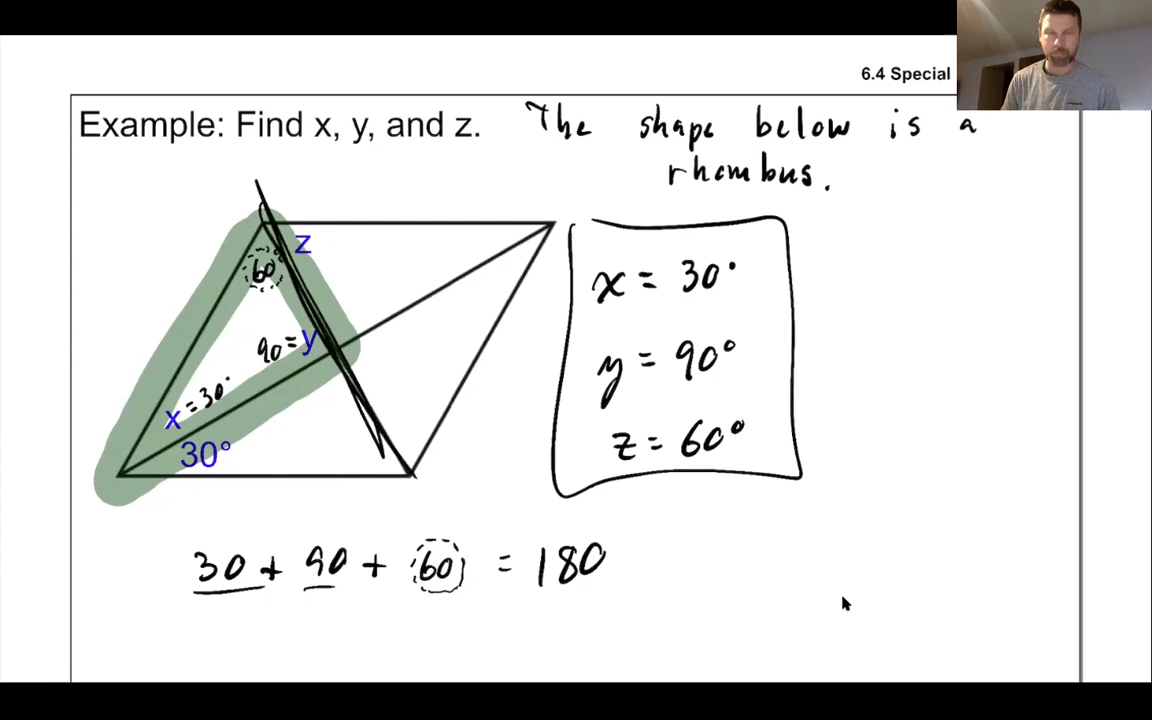 6.4 Special
Example: Find x, y, and z. The shape below is a
rhombus.
z
60
90 = y
x = 30°
30°
x = 30°
y = 90°
z = 60°
30 + 90 + 60 = 180